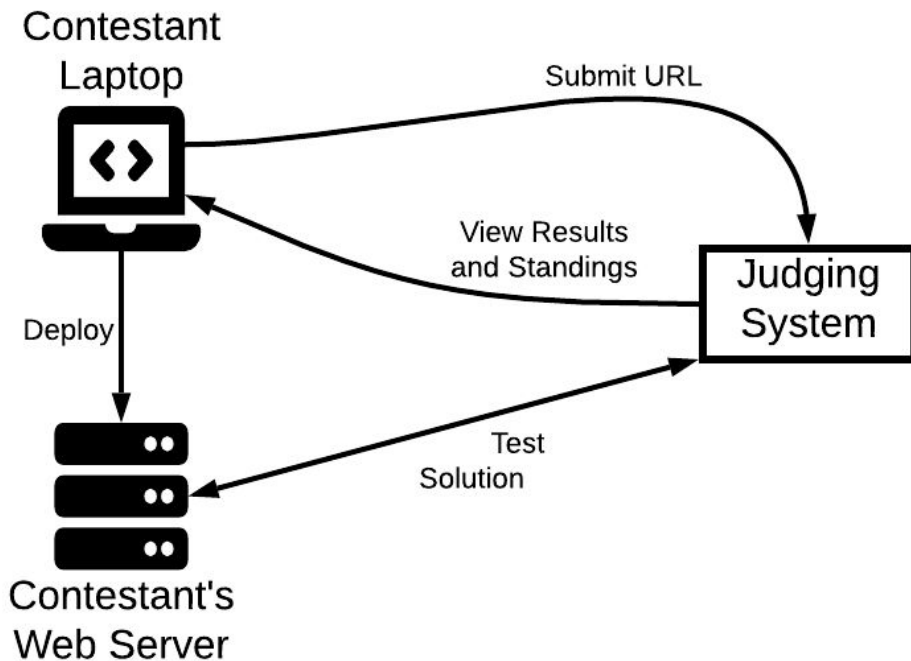 Contestant
Laptop
Submit URL
View Results
and Standings
Judging
System
Deploy
Test
Solution
Contestant's
Web Server